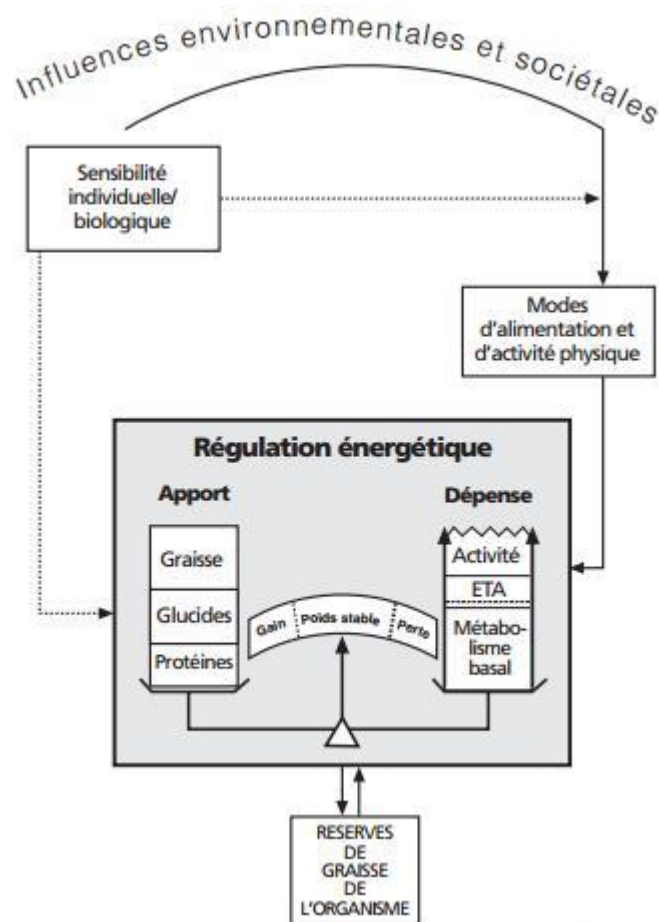 Influences environnementales et sociétales
Sensibilité
individuelle/
biologique
Modes
d'alimentation et
d'activité physique
Régulation énergétique
Apport
Dépense
Graisse
Glucides
Protéines
Gain
Poids stable
Perte
Activité
ETA
Métabo-
lisme
basal
RESERVES
DE
GRAISSE
DE
L'ORGANISME